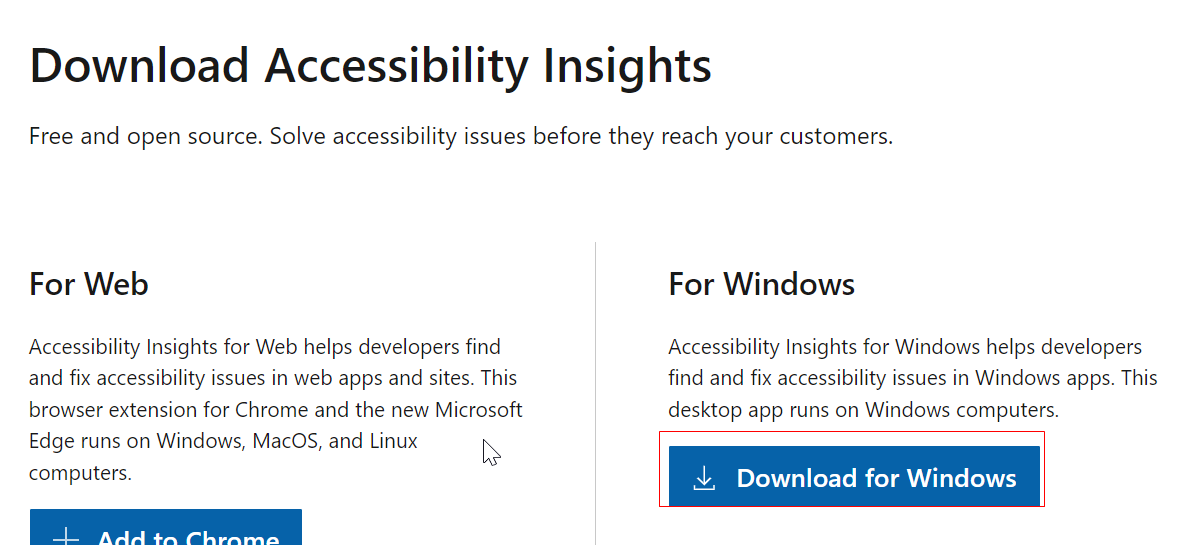 Download Accessibility Insights
Free and open source. Solve accessibility issues before they reach your customers.
For Web
Accessibility Insights for Web helps developers find
and fix accessibility issues in web apps and sites. This
browser extension for Chrome and the new Microsoft
Edge runs on Windows, MacOS, and Linux
computers.
Add to Chrome
For Windows
Accessibility Insights for Windows helps developers
find and fix accessibility issues in Windows apps. This
desktop app runs on Windows computers.
Download for Windows